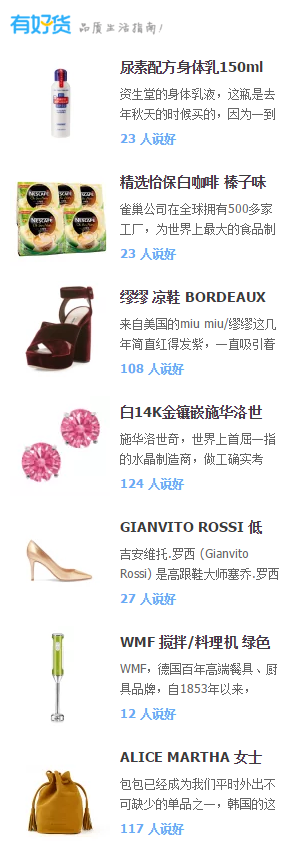 有好货 品质生活指南!
尿素配方身体乳150ml
资生堂的身体乳液，这瓶是去
年秋天的时候买的，因为一到
23 人说好
精选怡保白咖啡 榛子味
雀巢公司在全球拥有500多家
工厂，为世界上最大的食品制
23 人说好
缪缪 凉鞋 BORDEAUX
来自美国的miu miu/缪缪这几
年简直红得发紫，一直吸引着
108 人说好
白14K金镶嵌施华洛世
施华洛世奇，世界上首屈一指
的水晶制造商，做工确实考
124 人说好
GIANVITO ROSSI 低
吉安维托.罗西 (Gianvito
Rossi) 是高跟鞋大师塞乔.罗西
27 人说好
WMF 搅拌/料理机 绿色
WMF，德国百年高端餐具、厨
具品牌，自1853年以来，
12 人说好
ALICE MARTHA 女士
包包已经成为我们平时外出不
可缺少的单品之一，韩国的这
117 人说好